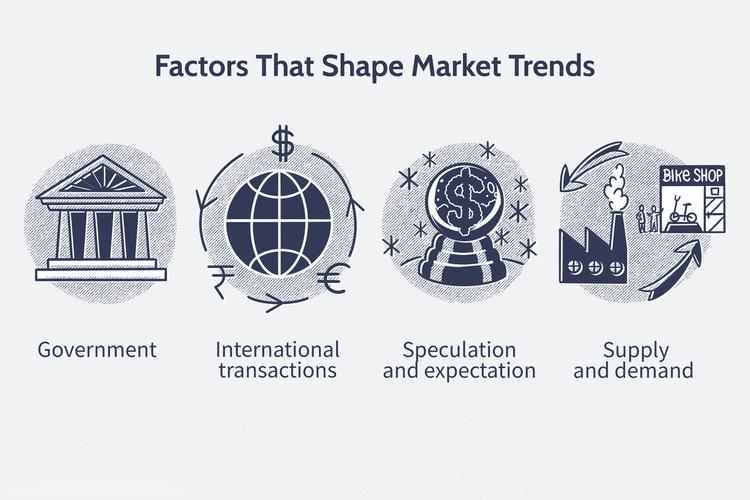 Factors That Shape Market Trends
$
₹
€
$
BIKE SHOP
Government
International
transactions
Speculation
and expectation
Supply
and demand